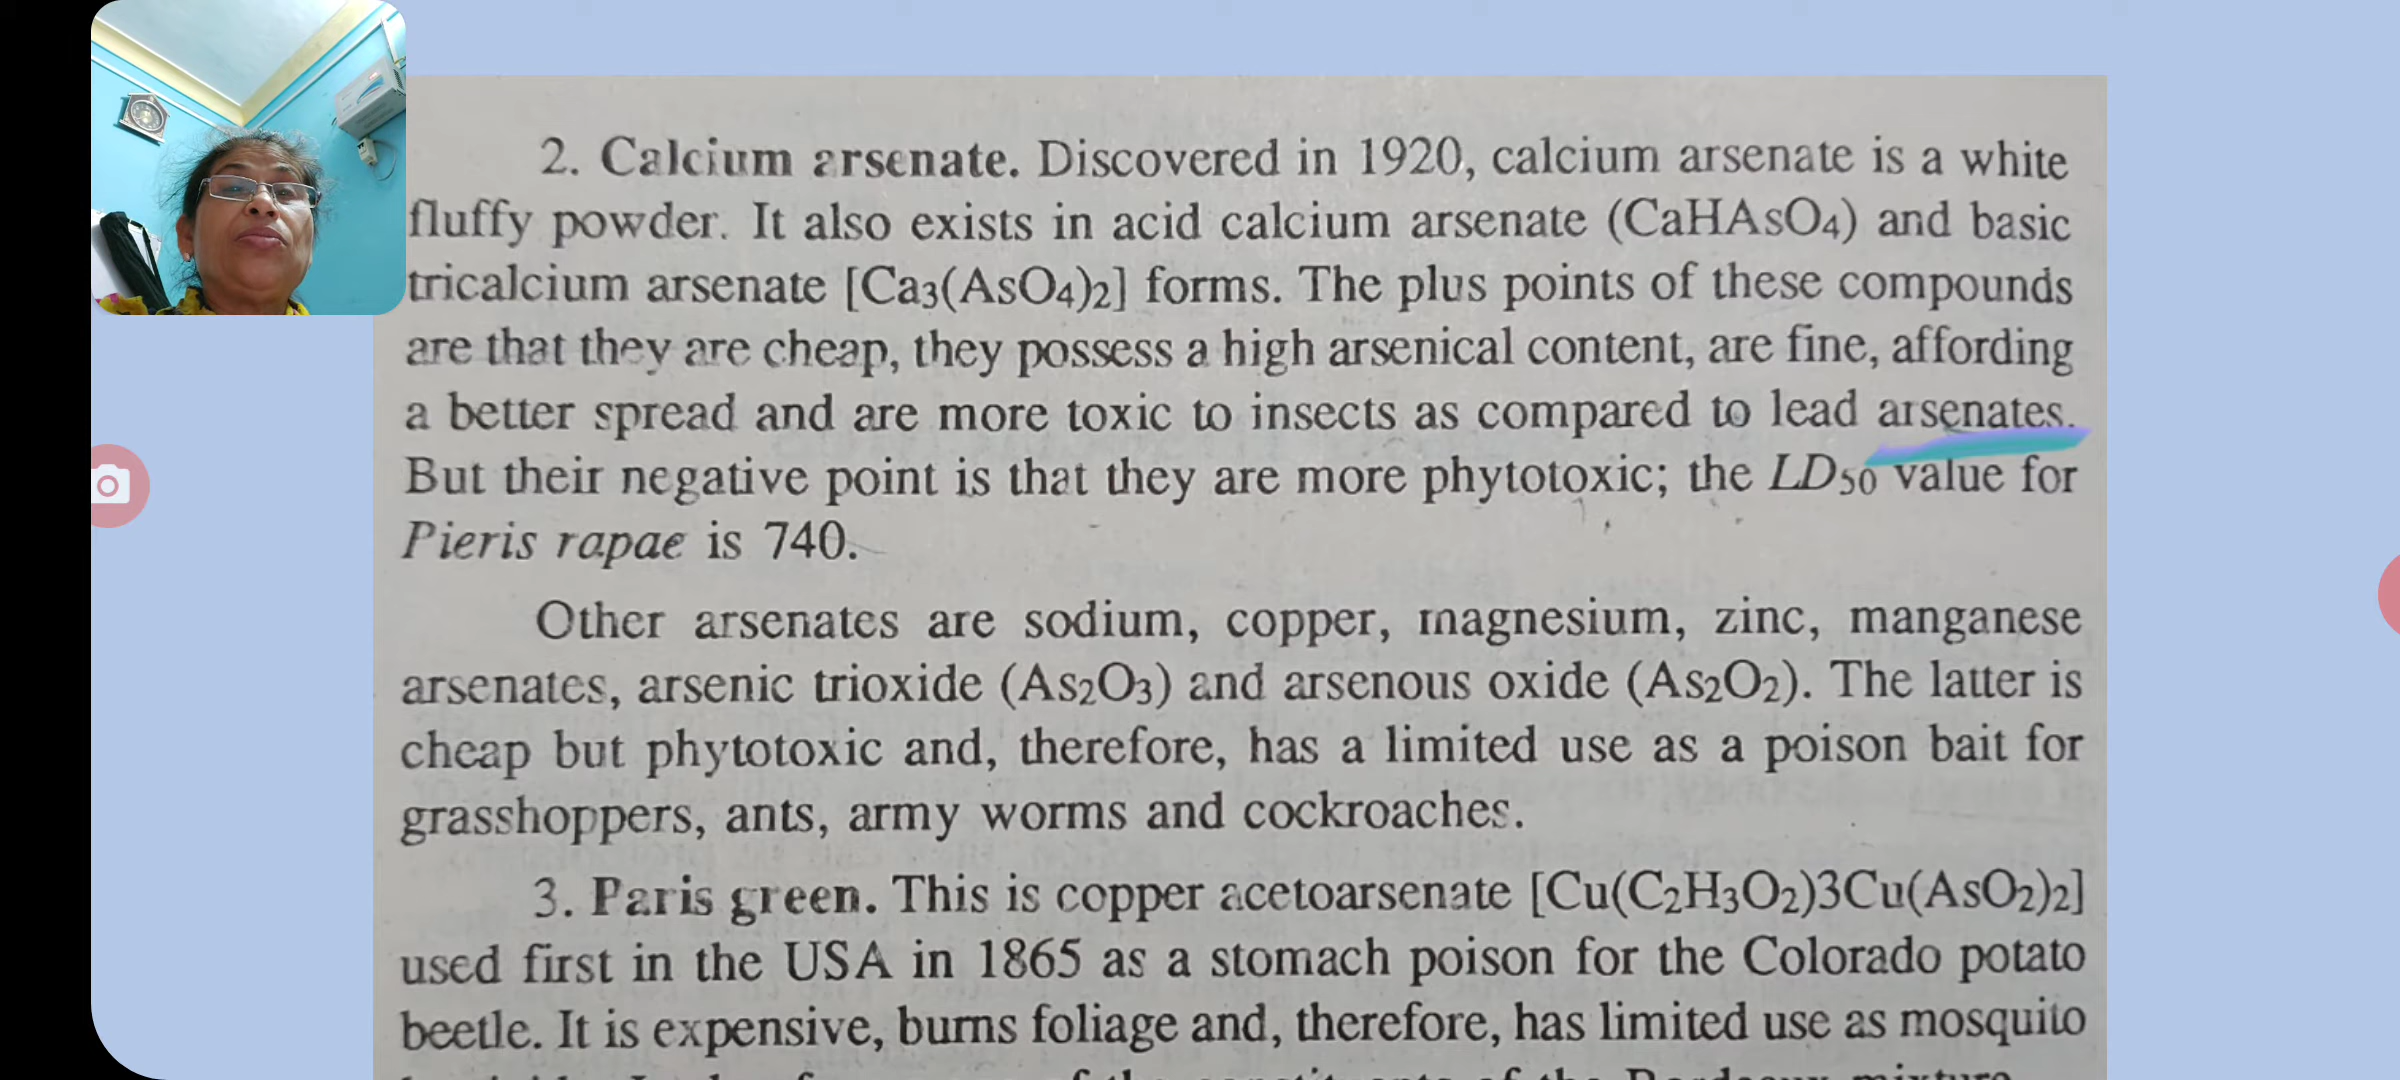 2. Calcium arsenate. Discovered in 1920, calcium arsenate is a white
fluffy powder. It also exists in acid calcium arsenate (CaHAsO4) and basic
tricalcium arsenate [Ca3(AsO4)2] forms. The plus points of these compounds
are that they are cheap, they possess a high arsenical content, are fine, affording
a better spread and are more toxic to insects as compared to lead arsenates.
But their negative point is that they are more phytotoxic; the LD50 value for
Pieris rapae is 740.
Other arsenates are sodium, copper, magnesium, zinc, manganese
arsenates, arsenic trioxide (As2O3) and arsenous oxide (As2O2). The latter is
cheap but phytotoxic and, therefore, has a limited use as a poison bait for
grasshoppers, ants, army worms and cockroaches.
3. Paris green. This is copper acetoarsenate [Cu(C2H3O2)3Cu(AsO2)2]
used first in the USA in 1865 as a stomach poison for the Colorado potato
beetle. It is expensive, burns foliage and, therefore, has limited use as mosquito
of the Bordeaux mixture